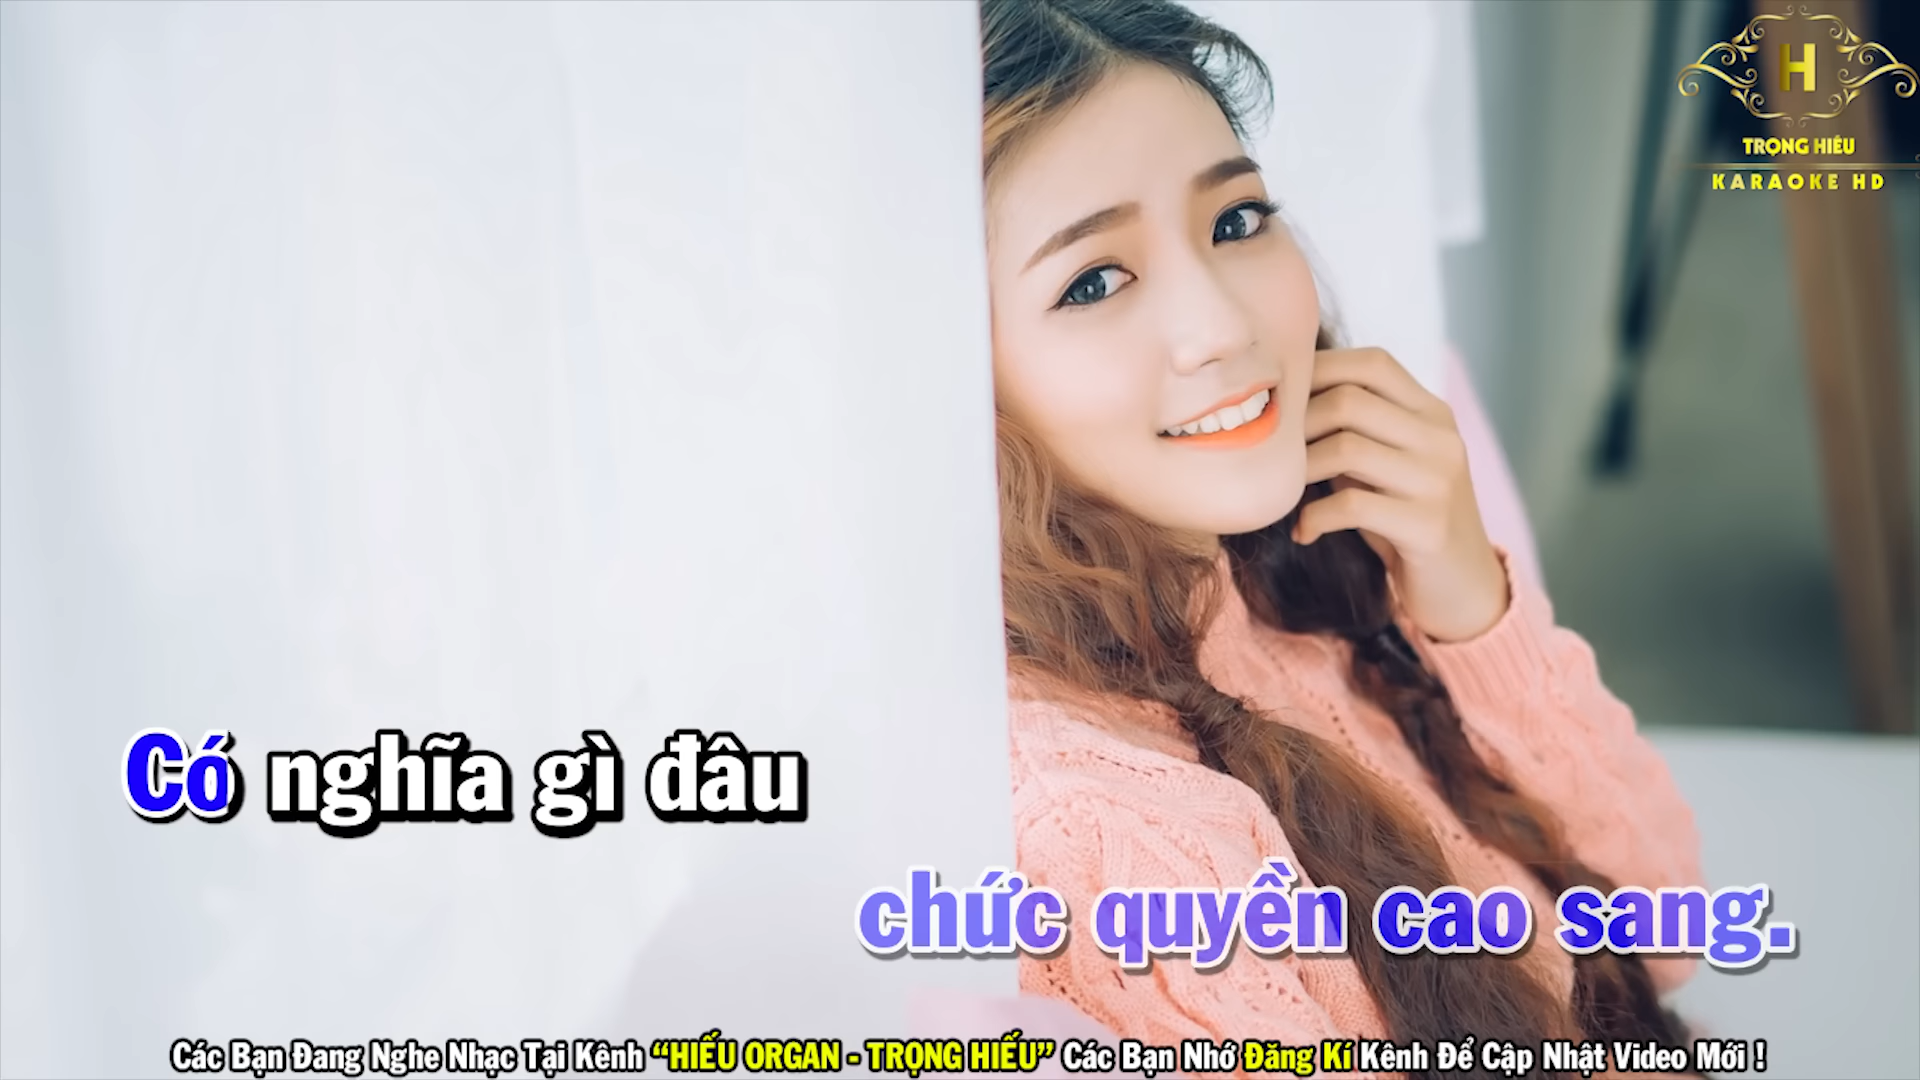 H
TRỌNG HIẾU
KARAOKE HD
Có nghĩa gì đâu
chức quyền cao sang.
Các Bạn Đang Nghe Nhạc Tại Kênh “HIẾU ORGAN - TRỌNG HIẾU” Các Bạn Nhớ Đăng Kí Kênh Để Cập Nhật Video Mới !